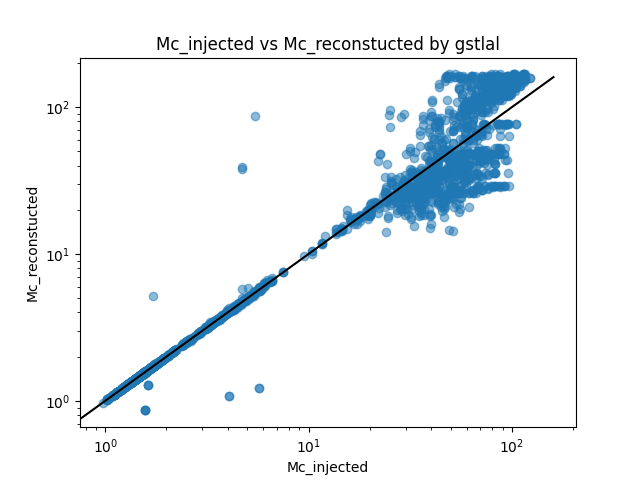 Mc_injected vs Mc_reconstucted by gstlal
Mc_reconstucted
10²
10¹
10⁰
10⁰ 10¹ 10²
Mc_injected